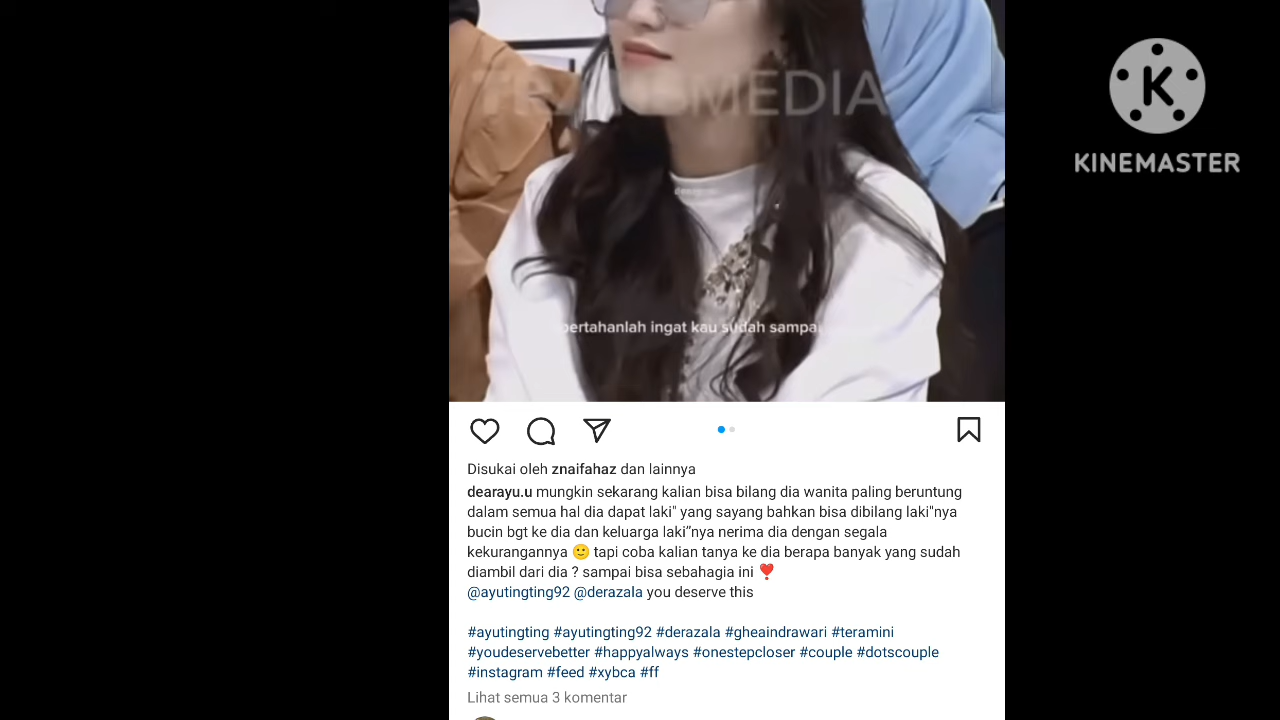 KINEMASTER
pertahanlah ingat kau sudah sampai
Disukai oleh znaifahaz dan lainnya
dearayu.u mungkin sekarang kalian bisa bilang dia wanita paling beruntung
dalam semua hal dia dapat laki" yang sayang bahkan bisa dibilang laki"nya
bucin bgt ke dia dan keluarga laki"nya nerima dia dengan segala
kekurangannya 🙂 tapi coba kalian tanya ke dia berapa banyak yang sudah
diambil dari dia ? sampai bisa sebahagia ini ❣️
@ayutingting92 @derazala you deserve this
#ayutingting #ayutingting92 #derazala #gheaindrawari #teramini
#youdeservebetter #happyalways #onestepcloser #couple #dotscouple
#instagram #feed #xybca #ff
Lihat semua 3 komentar